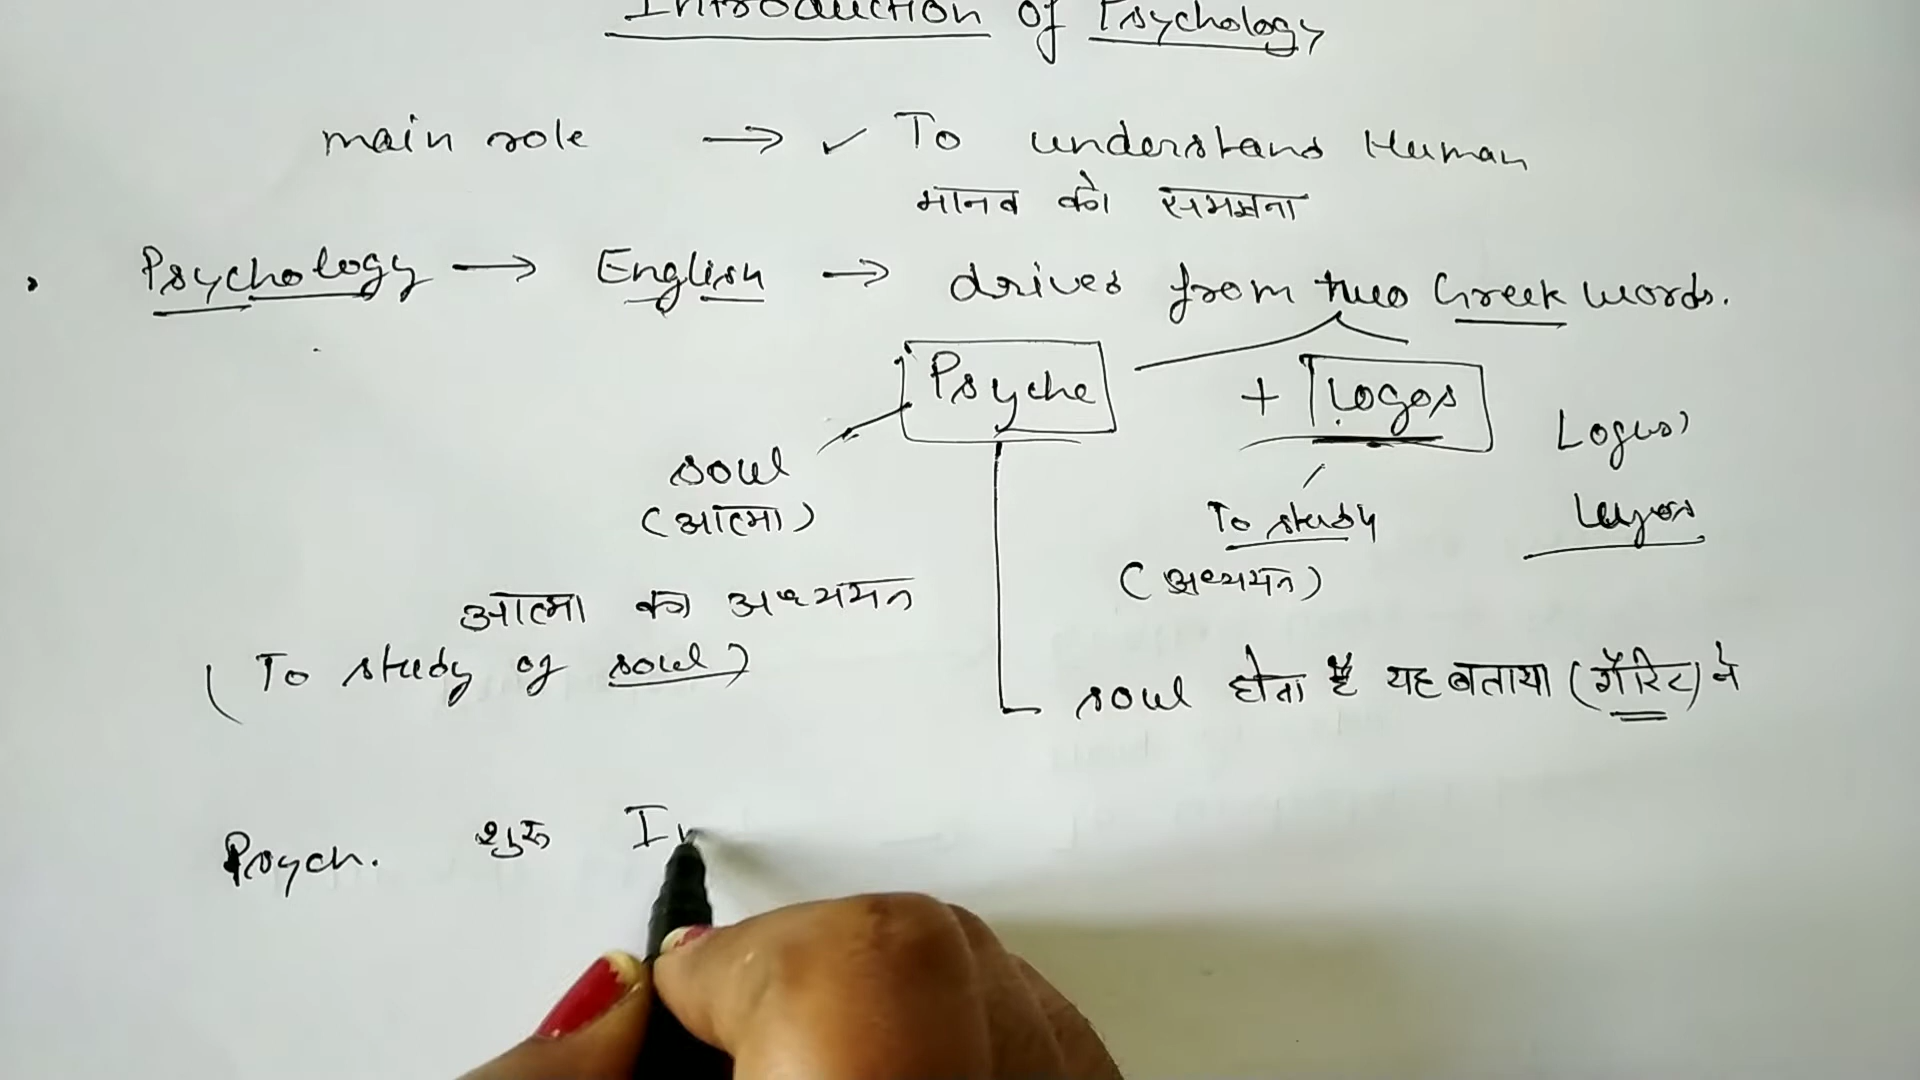 Introduction of Psychology
main role → ✓ To understand Human
मानव को समझना
Psychology → English → drives from two Greek words.
Psyche + Logos
Logus)
soul
(आत्मा)
To study
(अध्ययन)
आत्मा का अध्ययन
(To study of soul)
soul होता है यह बताया (गैरिट) ने
Psych. शुरू